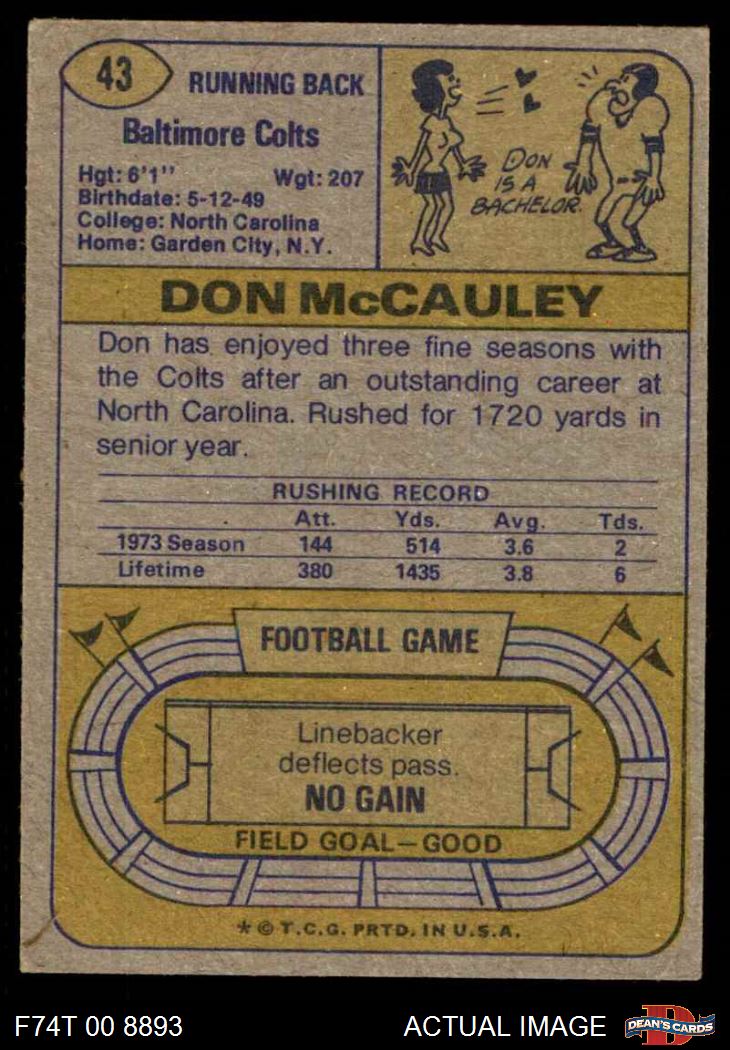 43
RUNNING BACK
Baltimore Colts
Hgt: 6'1" Wgt: 207
Birthdate: 5-12-49
College: North Carolina
Home: Garden City, N.Y.
DON
IS A
BACHELOR.
DON McCAULEY
Don has enjoyed three fine seasons with
the Colts after an outstanding career at
North Carolina. Rushed for 1720 yards in
senior year.
RUSHING RECORD
Att. Yds. Avg. Tds.
1973 Season 144 514 3.6 2
Lifetime 380 1435 3.8 6
FOOTBALL GAME
Linebacker
deflects pass.
NO GAIN
FIELD GOAL—GOOD
* © T.C.G. PRTD. IN U.S.A.
F74T 00 8893 ACTUAL IMAGE
D
DEAN'S CARDS